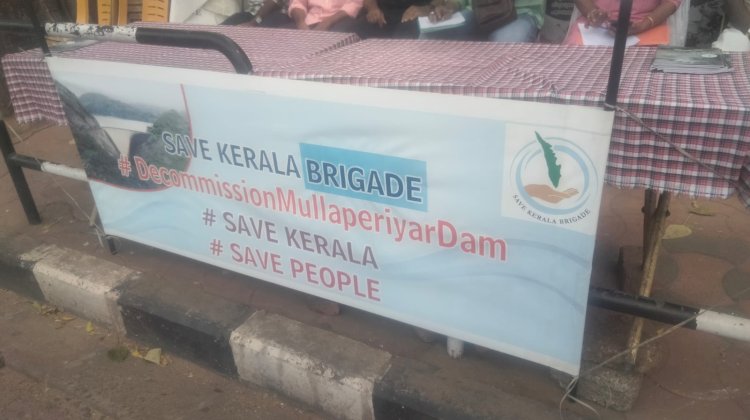 SAVE KERALA BRIGADE
# DecommissionMullaperiyarDam
# SAVE KERALA
# SAVE PEOPLE
SAVE KERALA BRIGADE